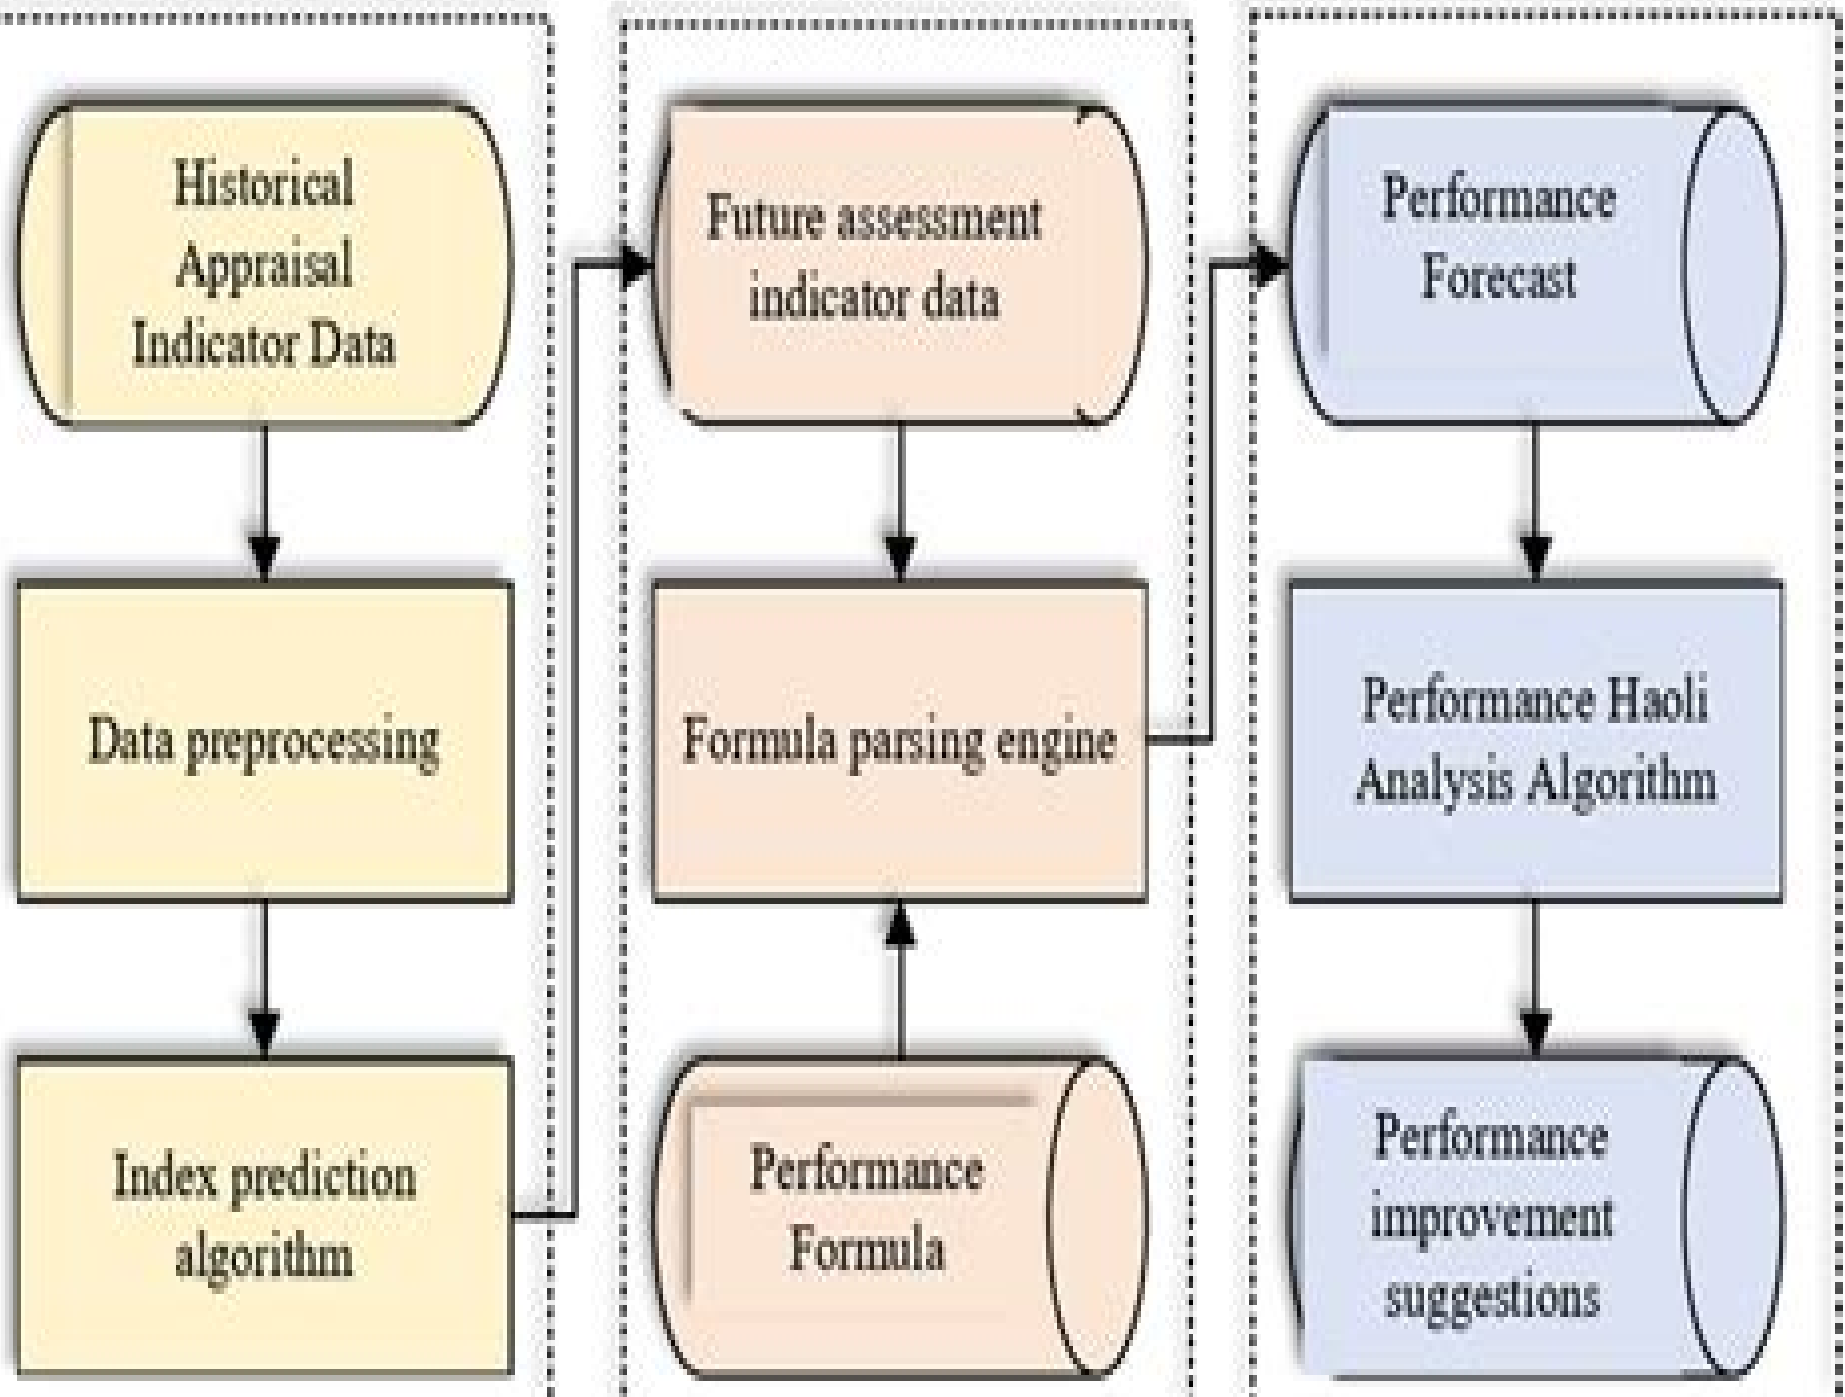 Historical
Appraisal
Indicator Data
Data preprocessing
Index prediction
algorithm
Future assessment
indicator data
Formula parsing engine
Performance
Formula
Performance
Forecast
Performance Haoli
Analysis Algorithm
Performance
improvement
suggestions